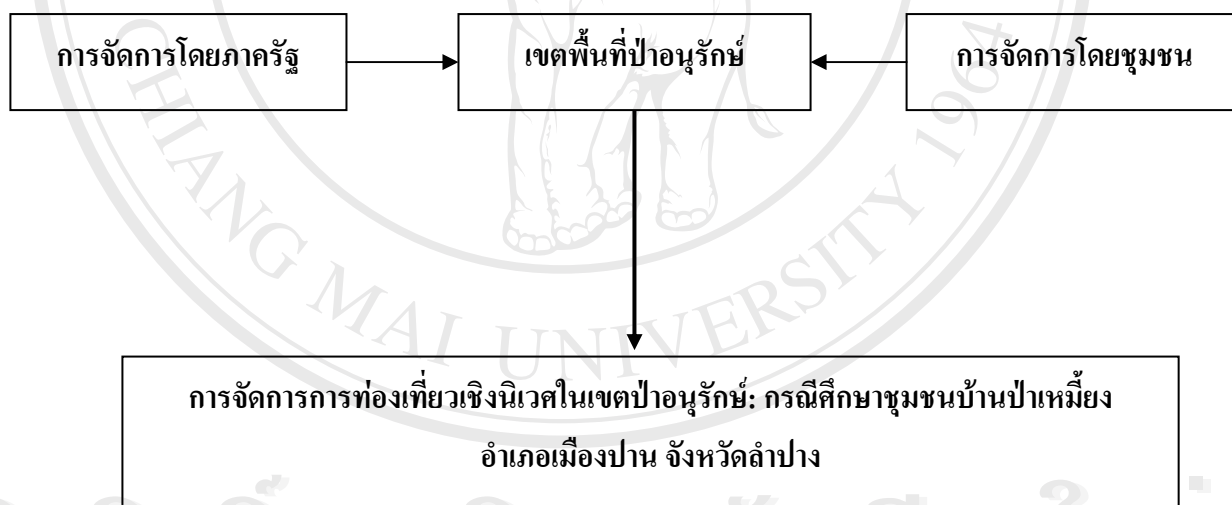 การจัดการโดยภาครัฐ
เขตพื้นที่ป่าอนุรักษ์
การจัดการโดยชุมชน
CHIANG MAI UNIVERSITY 1964
การจัดการการท่องเที่ยวเชิงนิเวศในเขตป่าอนุรักษ์: กรณีศึกษาชุมชนบ้านป่าเหมี้ยง
อำเภอเมืองปาน จังหวัดลำปาง